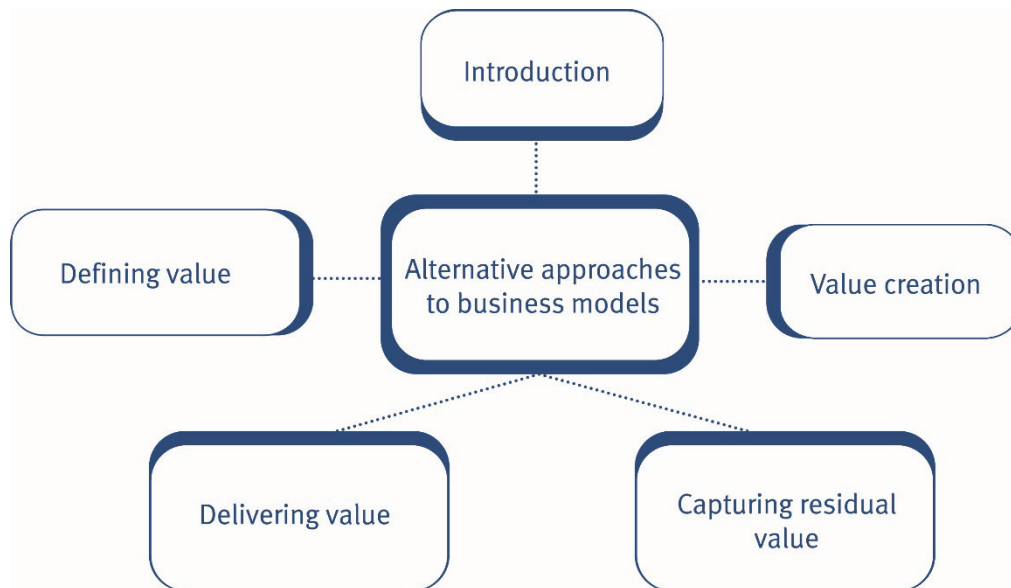 Introduction
Defining value
Alternative approaches
to business models
Value creation
Delivering value
Capturing residual
value